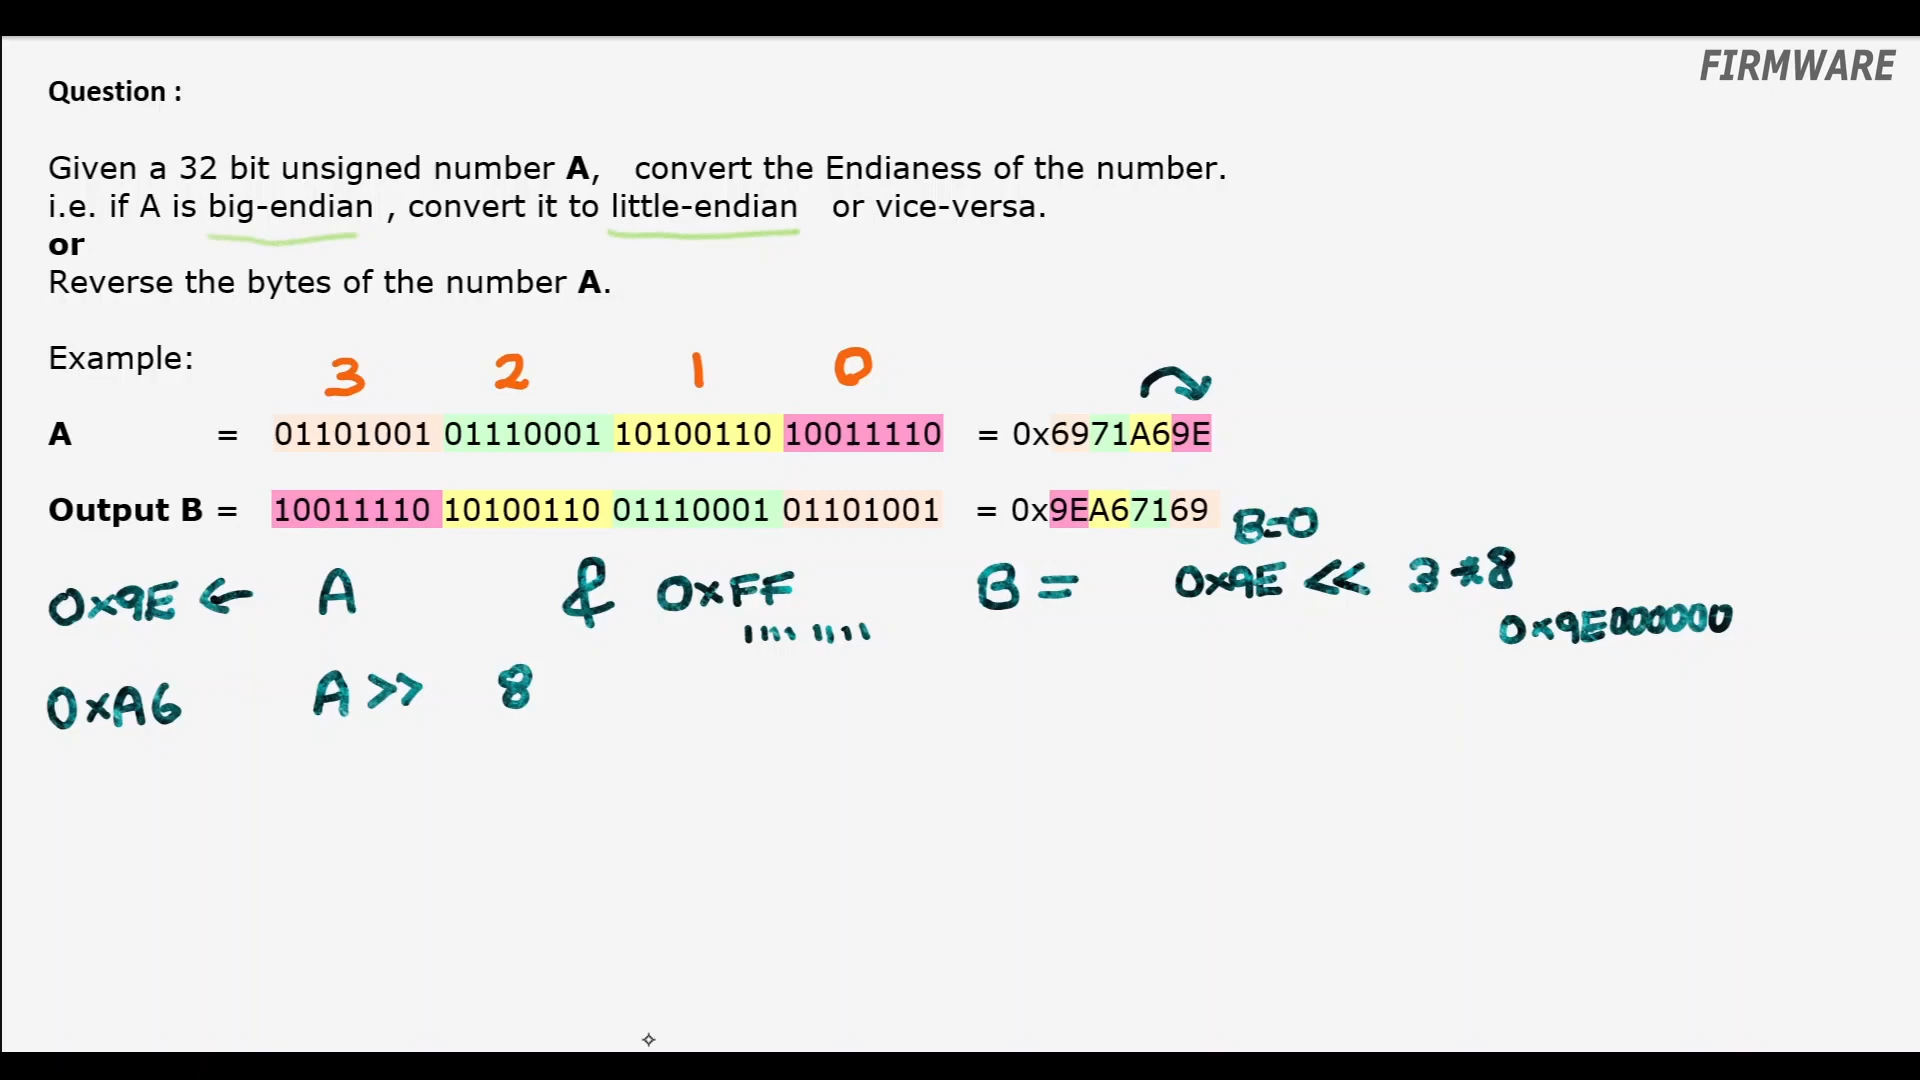 FIRMWARE
Question :
Given a 32 bit unsigned number A, convert the Endianess of the number.
i.e. if A is big-endian , convert it to little-endian or vice-versa.
or
Reverse the bytes of the number A.
Example:
3 2 1 0
A = 01101001 01110001 10100110 10011110 = 0x6971A69E
Output B = 10011110 10100110 01110001 01101001 = 0x9EA67169
B=0
0x9E ← A & 0xFF B = 0x9E << 3*8
1111 1111 0x9E000000
0xA6 A >> 8